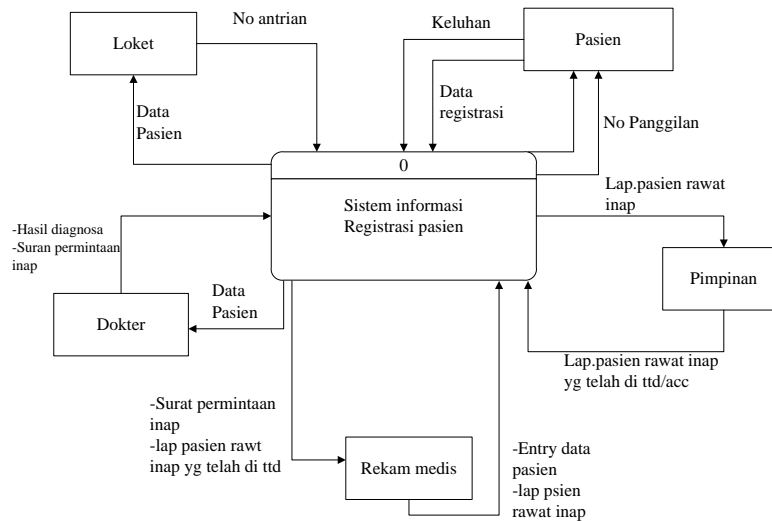 No antrian
Keluhan
Loket
Pasien
Data
Pasien
Data
registrasi
No Panggilan
0
Sistem informasi
Registrasi pasien
Lap.pasien rawat
inap
-Hasil diagnosa
-Suran permintaan
inap
Dokter
Data
Pasien
Pimpinan
Lap.pasien rawat inap
yg telah di ttd/acc
-Surat permintaan
inap
-lap pasien rawt
inap yg telah di ttd
Rekam medis
-Entry data
pasien
-lap psien
rawat inap